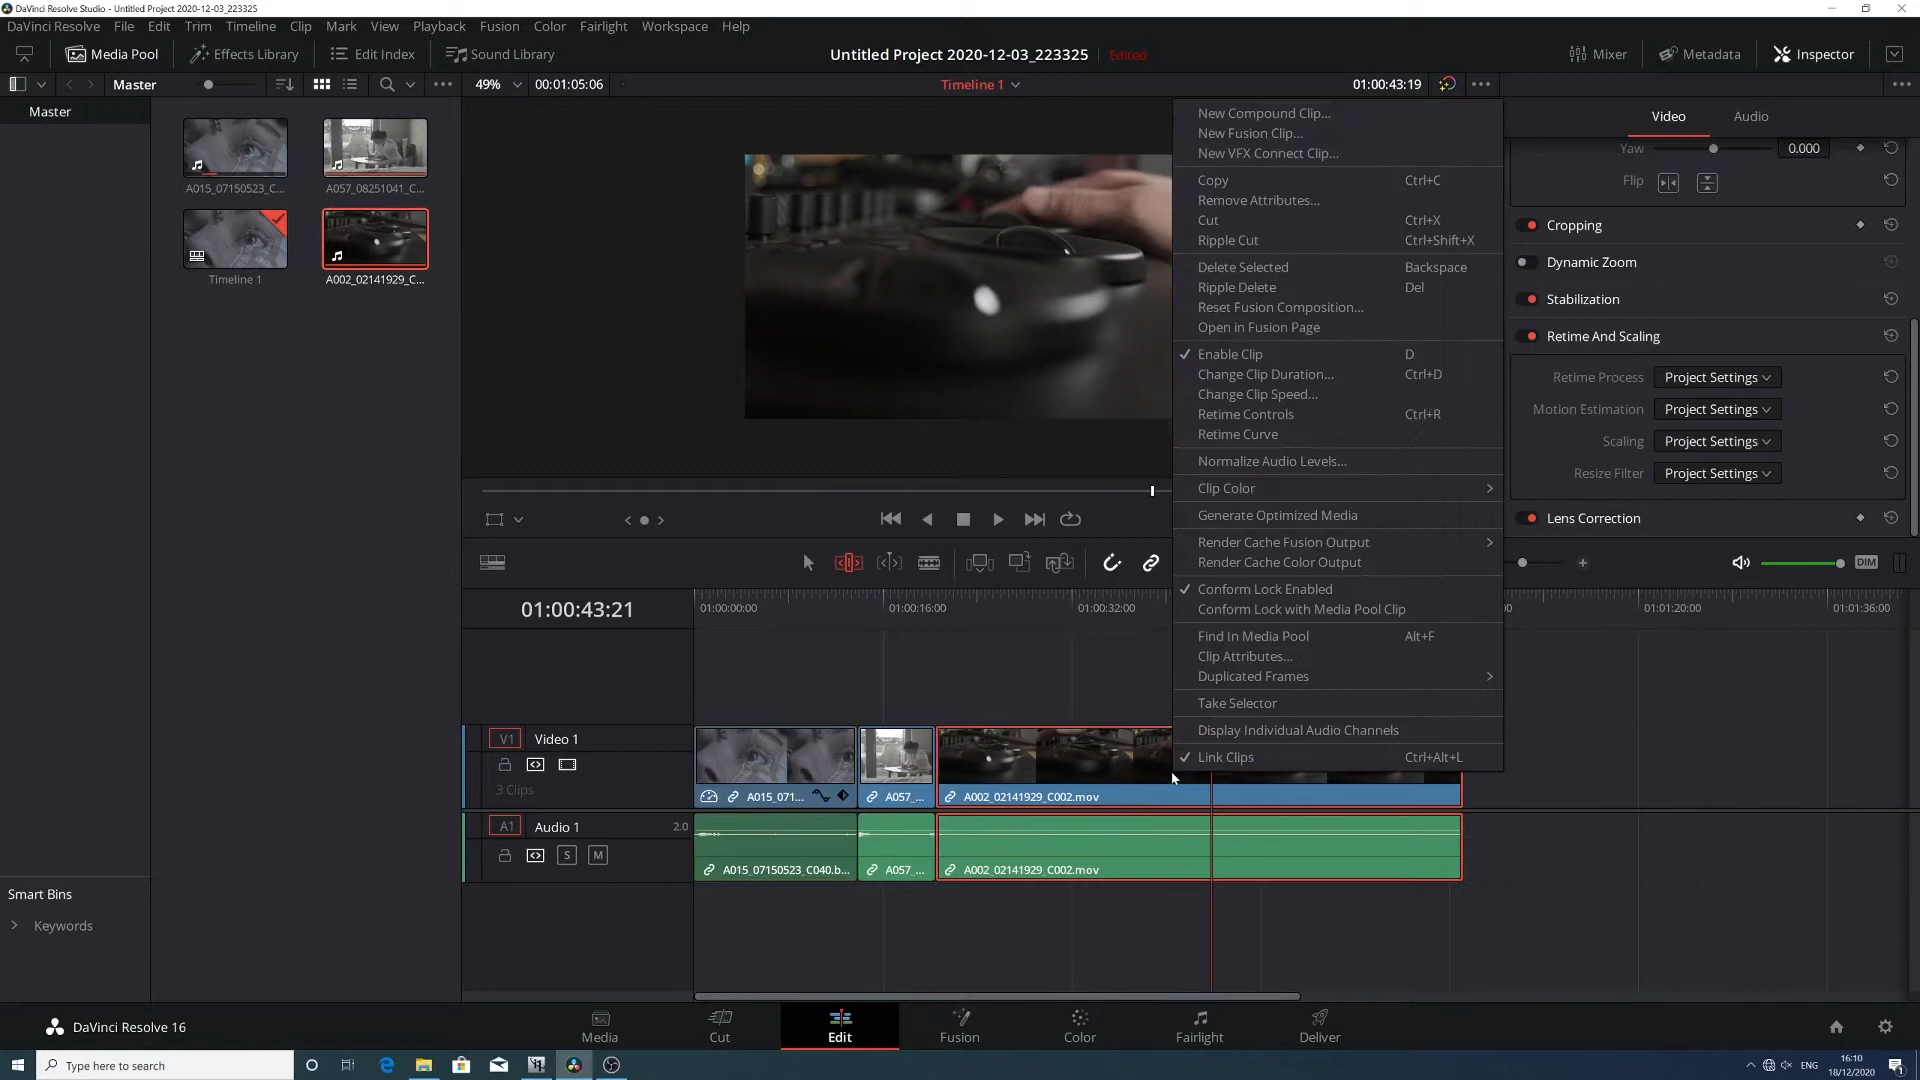 DaVinci Resolve Studio - Untitled Project 2020-12-03_223325
DaVinci Resolve File Edit Trim Timeline Clip Mark View Playback Fusion Color Fairlight Workspace Help
Media Pool Effects Library Edit Index Sound Library Untitled Project 2020-12-03_223325 Edited Mixer Metadata Inspector
Master 49% 00:01:05:06 Timeline 1 01:00:43:19
Master
A015_07150523_C... A057_08251041_C...
Timeline 1 A002_02141929_C...
Smart Bins
Keywords
New Compound Clip...
New Fusion Clip...
New VFX Connect Clip...
Copy Ctrl+C
Remove Attributes...
Cut Ctrl+X
Ripple Cut Ctrl+Shift+X
Delete Selected Backspace
Ripple Delete Del
Reset Fusion Composition...
Open in Fusion Page
Enable Clip D
Change Clip Duration... Ctrl+D
Change Clip Speed...
Retime Controls Ctrl+R
Retime Curve
Normalize Audio Levels...
Clip Color
Generate Optimized Media
Render Cache Fusion Output
Render Cache Color Output
Conform Lock Enabled
Conform Lock with Media Pool Clip
Find In Media Pool Alt+F
Clip Attributes...
Duplicated Frames
Take Selector
Display Individual Audio Channels
Link Clips Ctrl+Alt+L
Video Audio
Yaw 0.000
Flip
Cropping
Dynamic Zoom
Stabilization
Retime And Scaling
Retime Process Project Settings
Motion Estimation Project Settings
Scaling Project Settings
Resize Filter Project Settings
Lens Correction
DIM
01:00:43:21 01:00:00:00 01:00:16:00 01:00:32:00 01:01:20:00 01:01:36:00
V1 Video 1
3 Clips
A015_071... A057_... A002_02141929_C002.mov
A1 Audio 1 2.0
S M
A015_07150523_C040.b... A057_... A002_02141929_C002.mov
DaVinci Resolve 16
Media Cut Edit Fusion Color Fairlight Deliver
Type here to search
ENG
16:10
18/12/2020
1